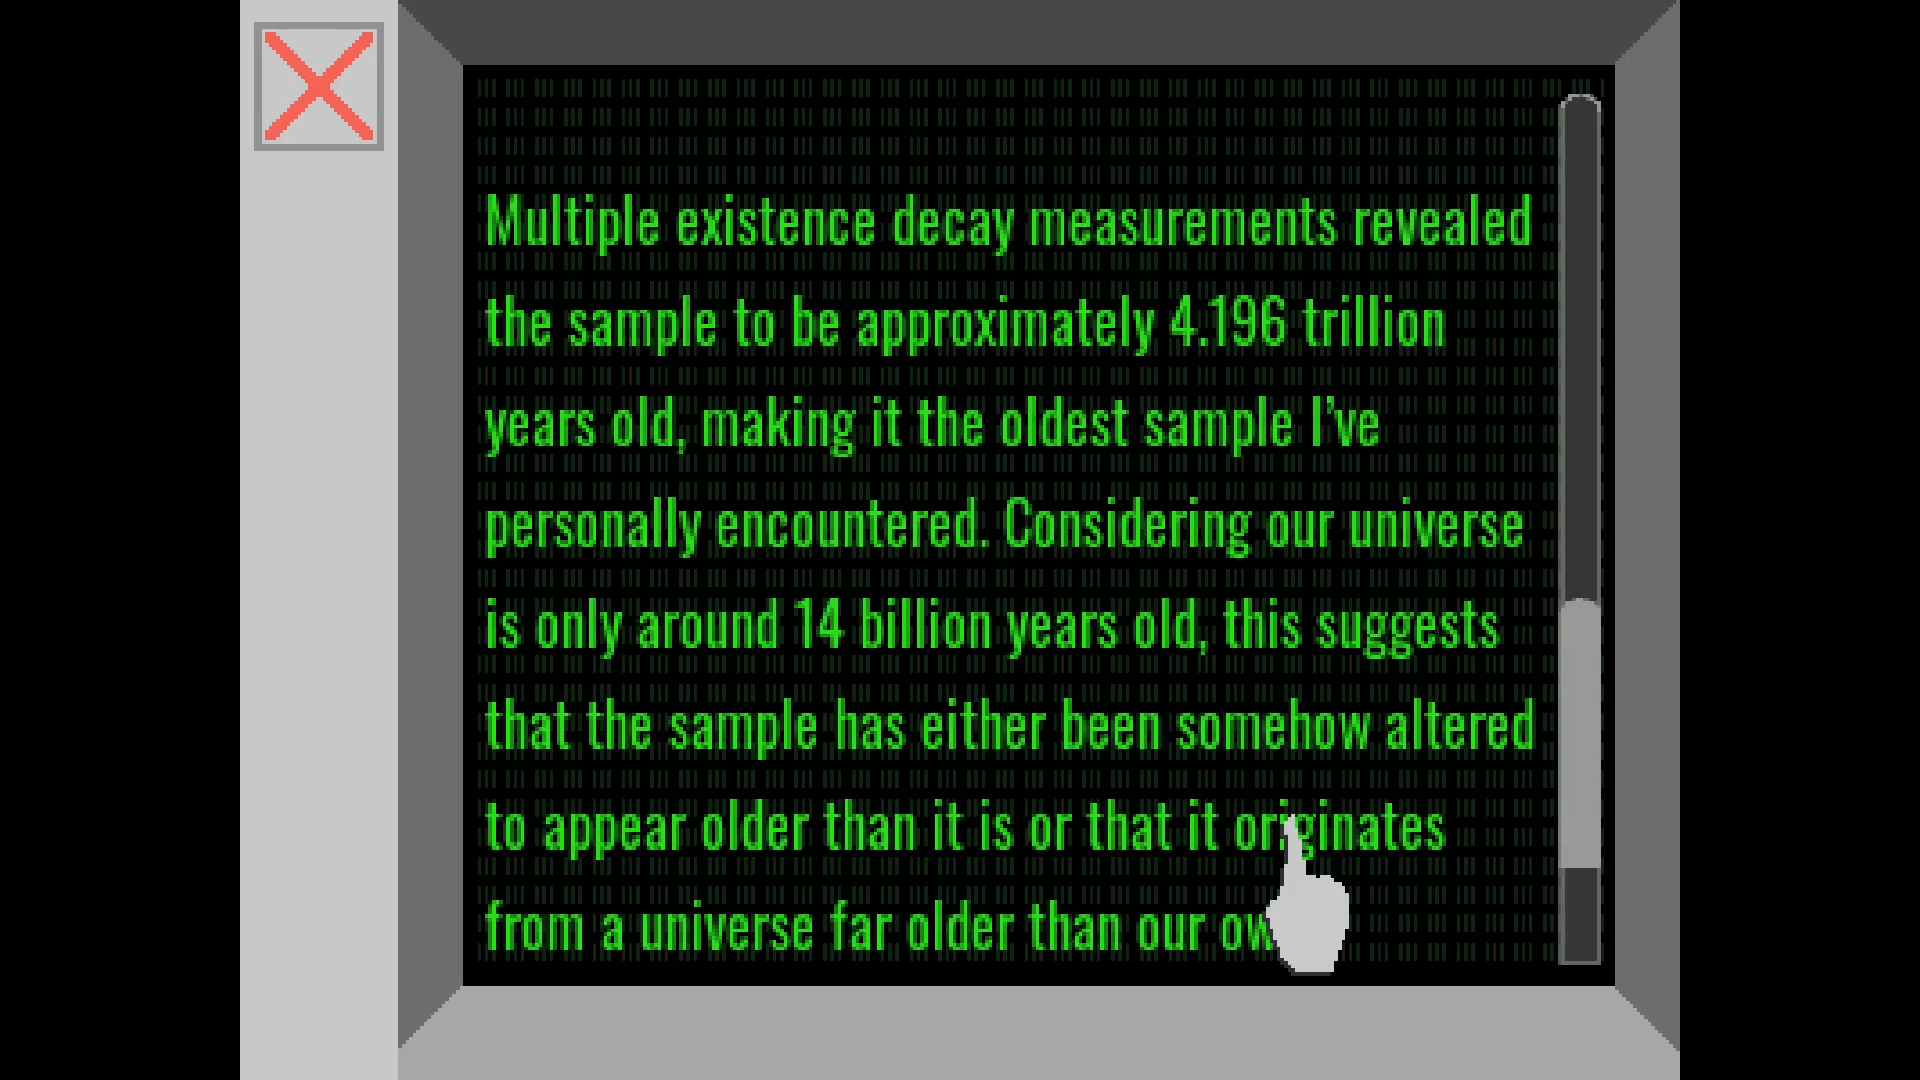 Multiple existence decay measurements revealed
the sample to be approximately 4.196 trillion
years old, making it the oldest sample I've
personally encountered. Considering our universe
is only around 14 billion years old, this suggests
that the sample has either been somehow altered
to appear older than it is or that it originates
from a universe far older than our